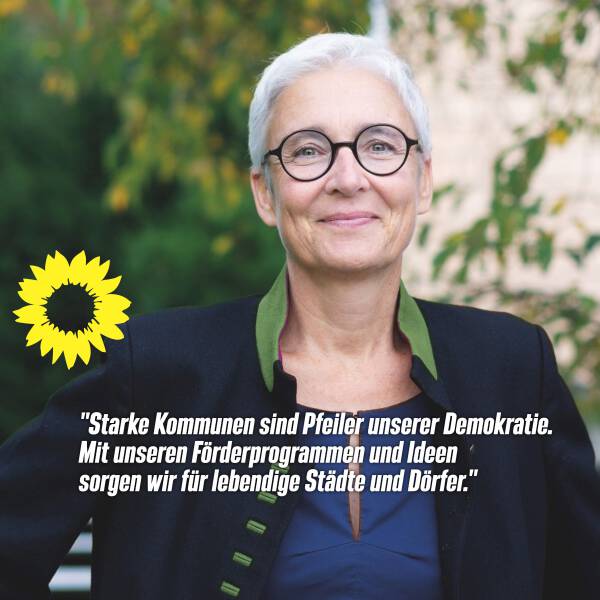 "Starke Kommunen sind Pfeiler unserer Demokratie.
Mit unseren Förderprogrammen und Ideen
sorgen wir für lebendige Städte und Dörfer."